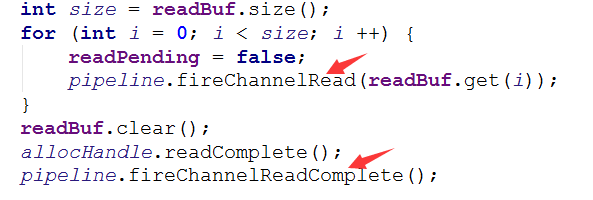 int size = readBuf.size();
for (int i = 0; i < size; i ++) {
readPending = false;
pipeline.fireChannelRead(readBuf.get(i));
}
readBuf.clear();
allocHandle.readComplete();
pipeline.fireChannelReadComplete();